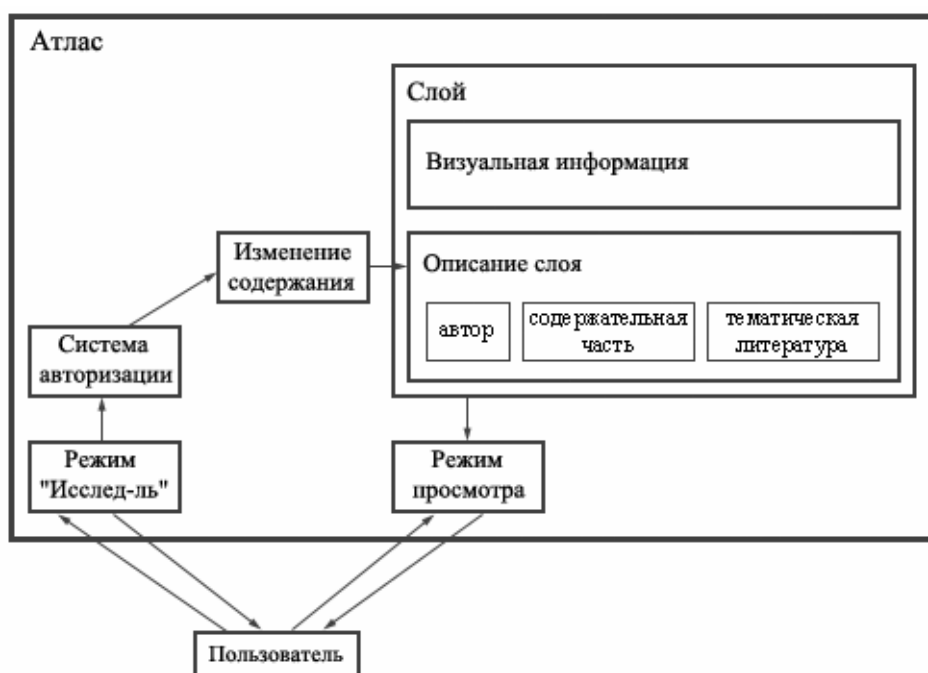 Атлас
Слой
Визуальная информация
Изменение
содержания
Описание слоя
автор
содержательная
часть
тематическая
литература
Система
авторизации
Режим
"Исслед-ль"
Режим
просмотра
Пользователь